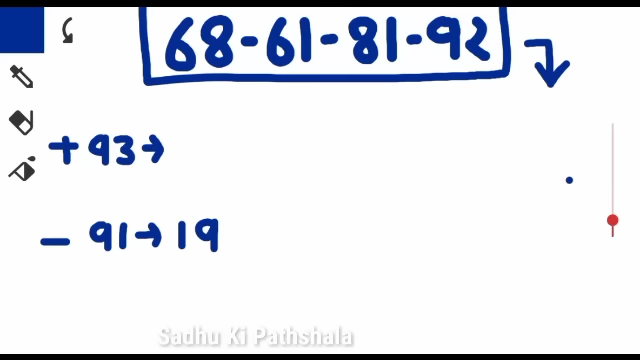 68-61-81-92
+ 93→
- 91→ 19
Sadhu Ki Pathshala